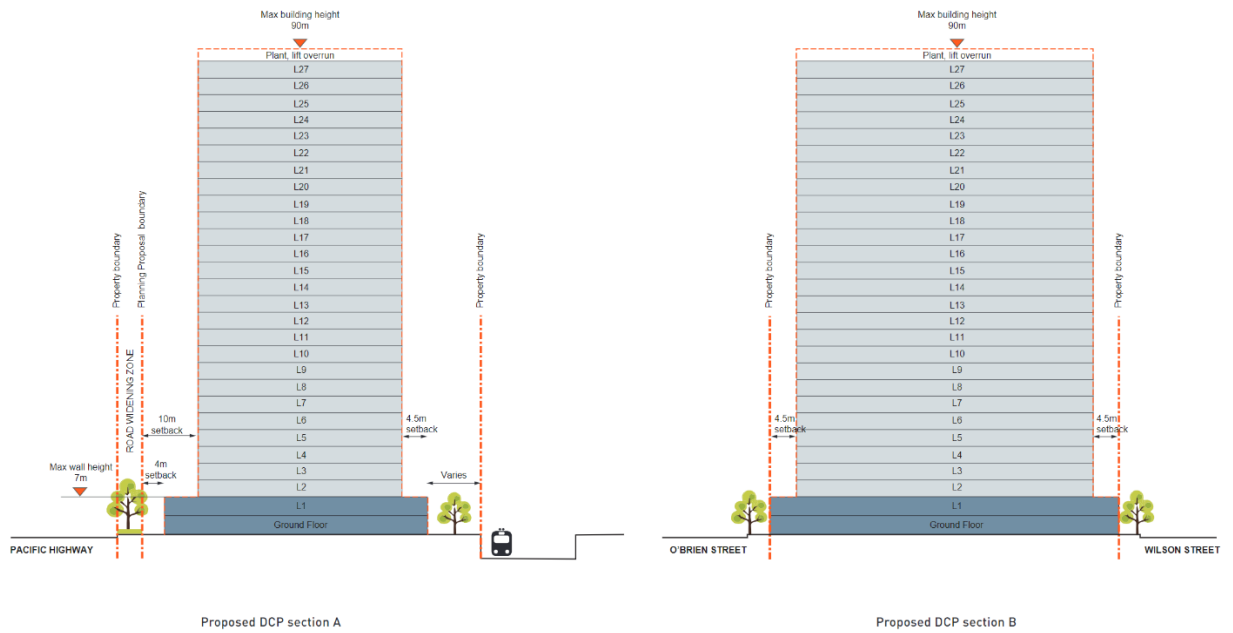 Max building height
90m
Plant, lift overrun
L27
L26
L25
L24
L23
L22
L21
L20
L19
L18
L17
L16
L15
L14
L13
L12
L11
L10
L9
L8
L7
L6
L5
L4
L3
L2
L1
Ground Floor
Property boundary
Planning Proposal boundary
ROAD WIDENING ZONE
Property boundary
10m
setback
4.5m
setback
4m
setback
Varies
Max wall height
7m
PACIFIC HIGHWAY
Proposed DCP section A
Max building height
90m
Plant, lift overrun
L27
L26
L25
L24
L23
L22
L21
L20
L19
L18
L17
L16
L15
L14
L13
L12
L11
L10
L9
L8
L7
L6
L5
L4
L3
L2
L1
Ground Floor
Property boundary
Property boundary
4.5m
setback
4.5m
setback
O'BRIEN STREET
WILSON STREET
Proposed DCP section B